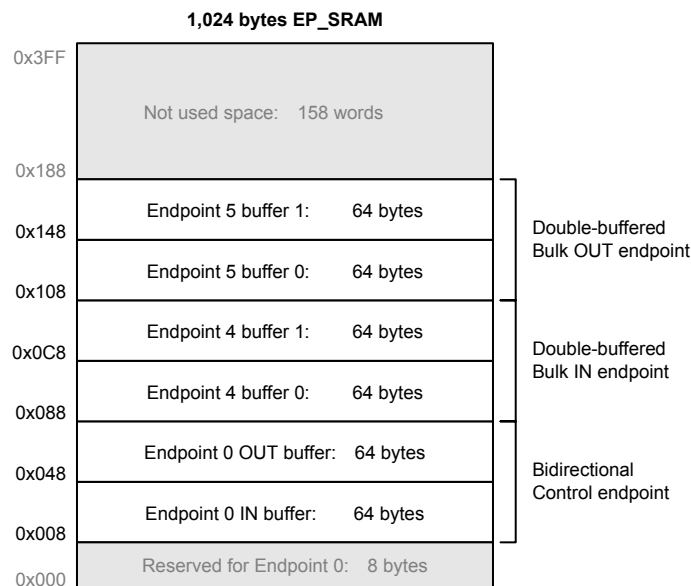 1,024 bytes EP_SRAM
0x3FF
Not used space: 158 words
0x188
Endpoint 5 buffer 1: 64 bytes
0x148
Endpoint 5 buffer 0: 64 bytes
0x108
Double-buffered
Bulk OUT endpoint
Endpoint 4 buffer 1: 64 bytes
0x0C8
Endpoint 4 buffer 0: 64 bytes
0x088
Double-buffered
Bulk IN endpoint
Endpoint 0 OUT buffer: 64 bytes
0x048
Endpoint 0 IN buffer: 64 bytes
0x008
Bidirectional
Control endpoint
Reserved for Endpoint 0: 8 bytes
0x000